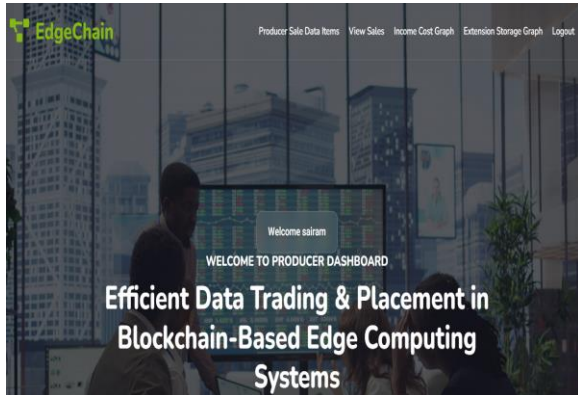 EdgeChain
Producer Sale Data Items View Sales Income Cost Graph Extension Storage Graph Logout
Welcome sairam
WELCOME TO PRODUCER DASHBOARD
Efficient Data Trading & Placement in
Blockchain-Based Edge Computing
Systems